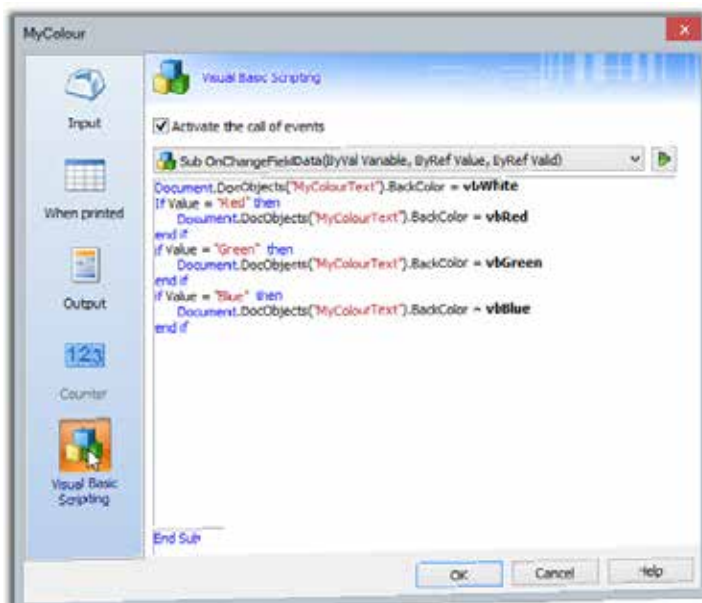 MyColour
Input
When printed
Output
123
Counter
Visual Basic
Scripting
Visual Basic Scripting
Activate the call of events
Sub OnChangeFieldData(ByVal Variable, ByRef Value, ByRef Valid)
Document.DocObjects("MyColourText").BackColor = vbWhite
If Value = "Red" then
Document.DocObjects("MyColourText").BackColor = vbRed
end if
if Value = "Green" then
Document.DocObjects("MyColourText").BackColor = vbGreen
end if
if Value = "Blue" then
Document.DocObjects("MyColourText").BackColor = vbBlue
end if
End Sub
OK
Cancel
Help